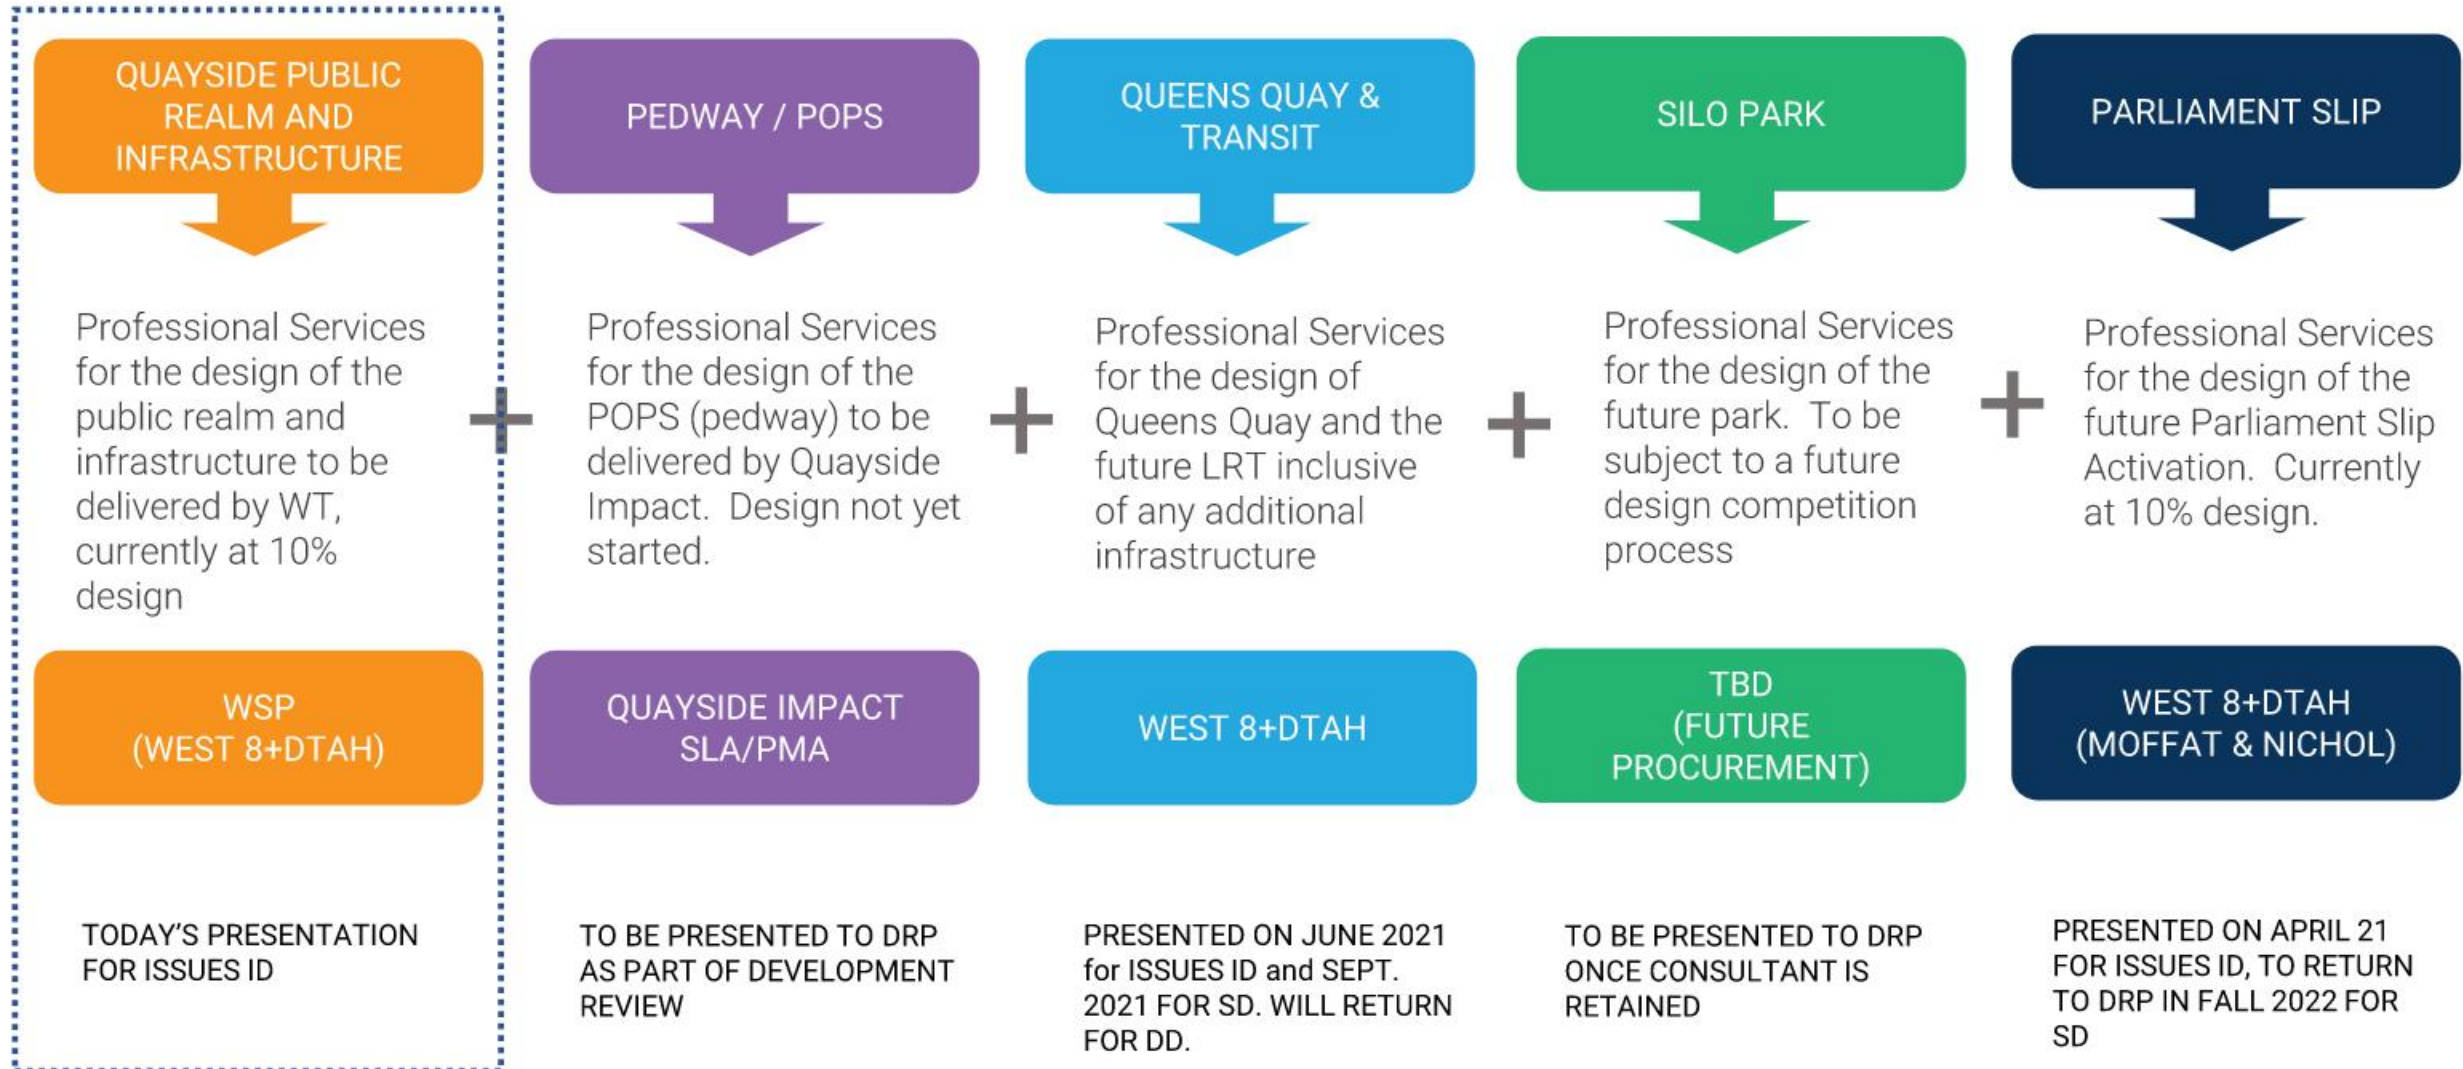 QUAYSIDE PUBLIC
REALM AND
INFRASTRUCTURE
Professional Services
for the design of the
public realm and
infrastructure to be
delivered by WT,
currently at 10%
design
WSP
(WEST 8+DTAH)
TODAY'S PRESENTATION
FOR ISSUES ID
+
PEDWAY / POPS
Professional Services
for the design of the
POPS (pedway) to be
delivered by Quayside
Impact. Design not yet
started.
QUAYSIDE IMPACT
SLA/PMA
TO BE PRESENTED TO DRP
AS PART OF DEVELOPMENT
REVIEW
+
QUEENS QUAY &
TRANSIT
Professional Services
for the design of
Queens Quay and the
future LRT inclusive
of any additional
infrastructure
WEST 8+DTAH
PRESENTED ON JUNE 2021
for ISSUES ID and SEPT.
2021 FOR SD. WILL RETURN
FOR DD.
+
SILO PARK
Professional Services
for the design of the
future park. To be
subject to a future
design competition
process
TBD
(FUTURE
PROCUREMENT)
TO BE PRESENTED TO DRP
ONCE CONSULTANT IS
RETAINED
+
PARLIAMENT SLIP
Professional Services
for the design of the
future Parliament Slip
Activation. Currently
at 10% design.
WEST 8+DTAH
(MOFFAT & NICHOL)
PRESENTED ON APRIL 21
FOR ISSUES ID, TO RETURN
TO DRP IN FALL 2022 FOR
SD